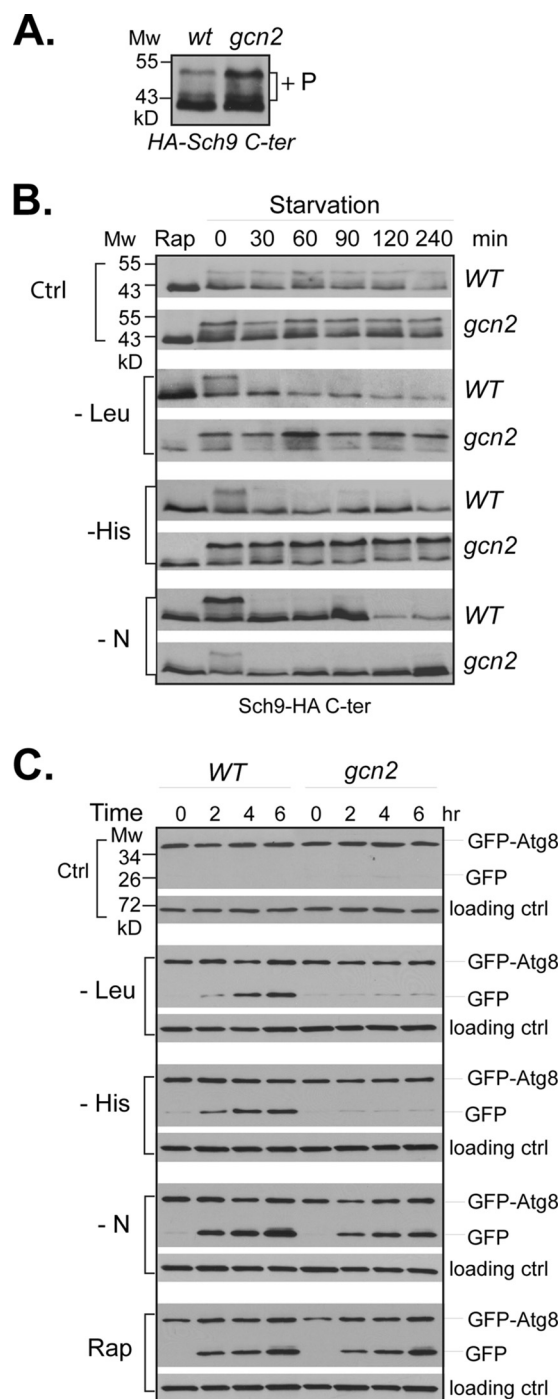 A.
Mw wt gcn2
55
43
kD
+ P
HA-Sch9 C-ter
B.
Starvation
Mw Rap 0 30 60 90 120 240 min
Ctrl
55
43
WT
55
43
kD
gcn2
- Leu
WT
gcn2
-His
WT
gcn2
- N
WT
gcn2
Sch9-HA C-ter
C.
WT gcn2
Time 0 2 4 6 0 2 4 6 hr
Mw
Ctrl
34
26
72
kD
GFP-Atg8
GFP
loading ctrl
- Leu
GFP-Atg8
GFP
loading ctrl
- His
GFP-Atg8
GFP
loading ctrl
- N
GFP-Atg8
GFP
loading ctrl
Rap
GFP-Atg8
GFP
loading ctrl